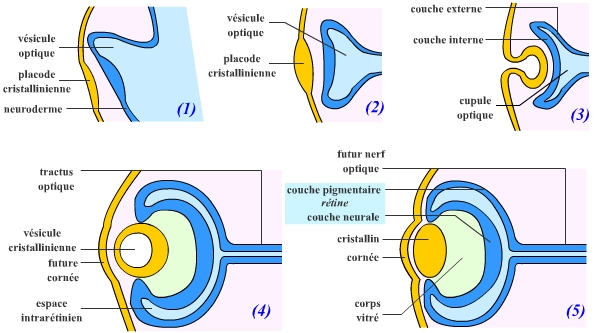 vésicule
optique
placode
cristallinienne
neuroderme
(1)
vésicule
optique
placode
cristallinienne
(2)
couche externe
couche interne
cupule
optique
(3)
tractus
optique
vésicule
cristallinienne
future
cornée
espace
intrarétinien
(4)
futur nerf
optique
couche pigmentaire
rétine
couche neurale
cristallin
cornée
corps
vitré
(5)